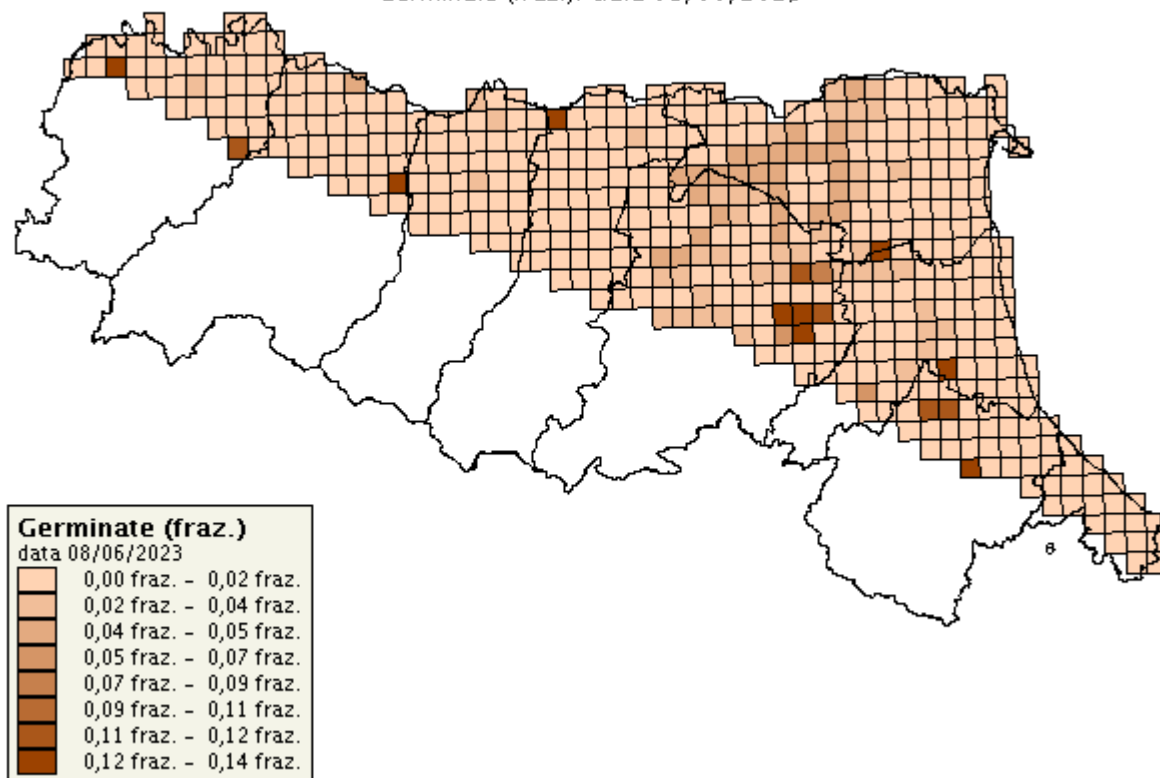 Germinate (fraz.)
data 08/06/2023
0,00 fraz. - 0,02 fraz.
0,02 fraz. - 0,04 fraz.
0,04 fraz. - 0,05 fraz.
0,05 fraz. - 0,07 fraz.
0,07 fraz. - 0,09 fraz.
0,09 fraz. - 0,11 fraz.
0,11 fraz. - 0,12 fraz.
0,12 fraz. - 0,14 fraz.